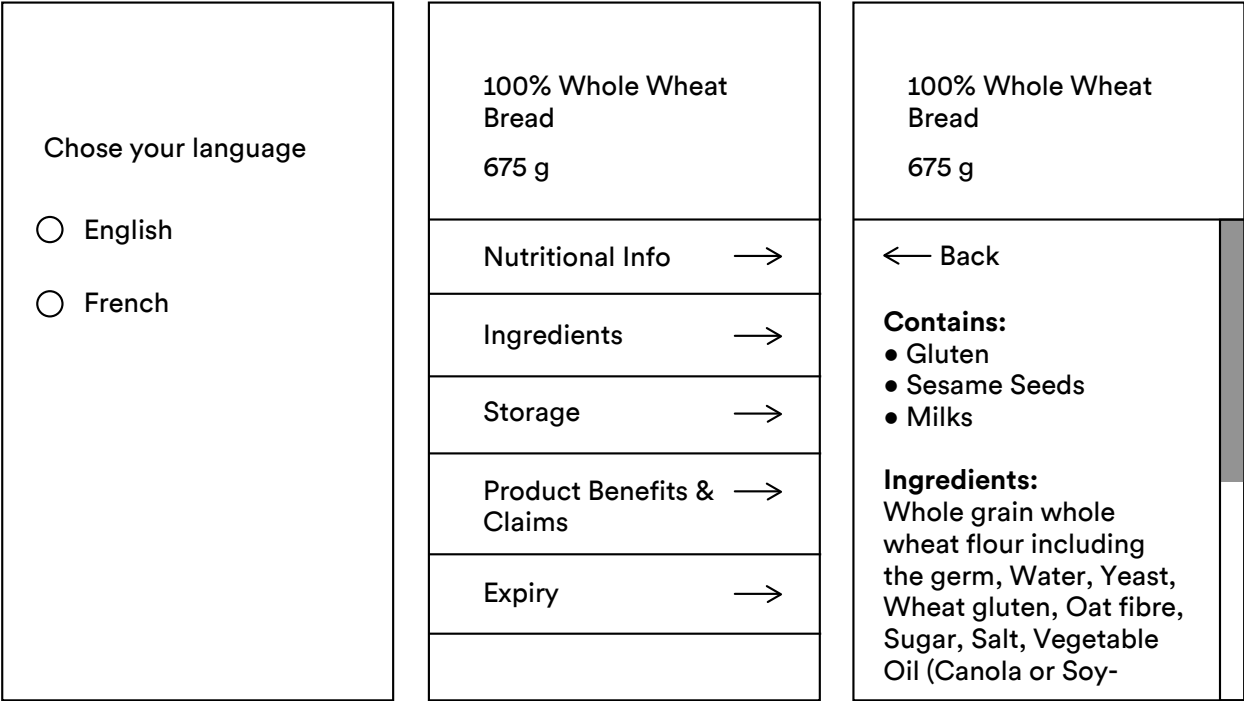 Chose your language
English
French
100% Whole Wheat
Bread
675 g
Nutritional Info
Ingredients
Storage
Product Benefits &
Claims
Expiry
100% Whole Wheat
Bread
675 g
Back
Contains:
● Gluten
● Sesame Seeds
● Milks
Ingredients:
Whole grain whole
wheat flour including
the germ, Water, Yeast,
Wheat gluten, Oat fibre,
Sugar, Salt, Vegetable
Oil (Canola or Soy-